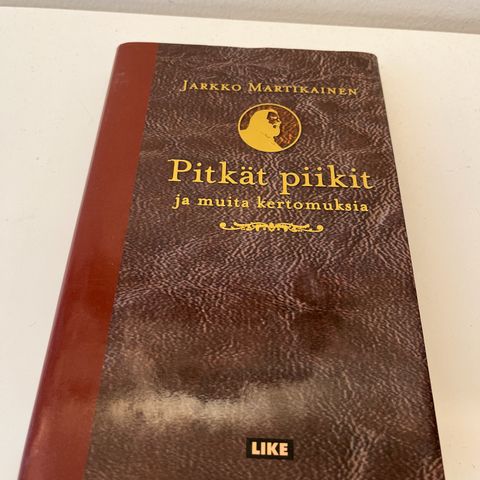 JARKKO MARTIKAINEN
Pitkät piikit
ja muita kertomuksia
LIKE